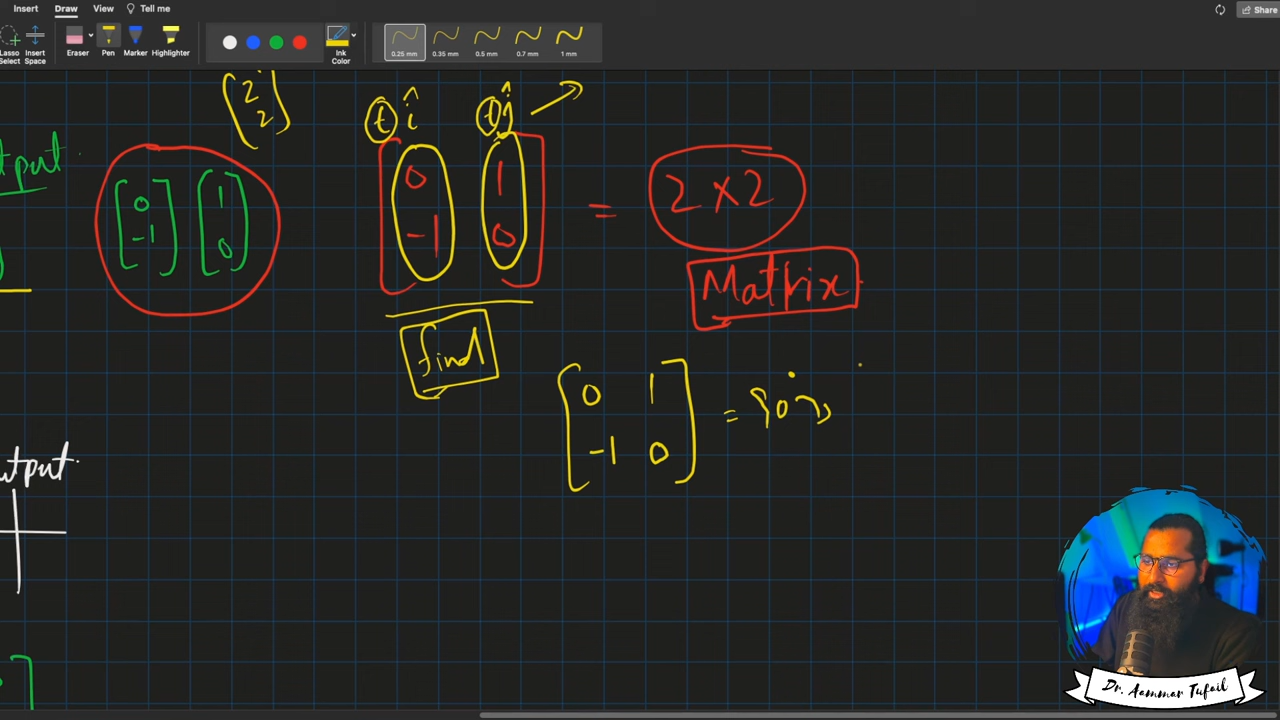 Insert Draw View Tell me
Share
Lasso Select
Insert Space
Eraser
Pen
Marker
Highlighter
Ink Color
0.25 mm
0.35 mm
0.5 mm
0.7 mm
1 mm
2
2
t î t ĵ
tput
0 1
-1 0
0 1
-1 0
= 2 × 2
Matrix
find
0 1
-1 0
= 90°
utput
Dr. Aammar Tufail